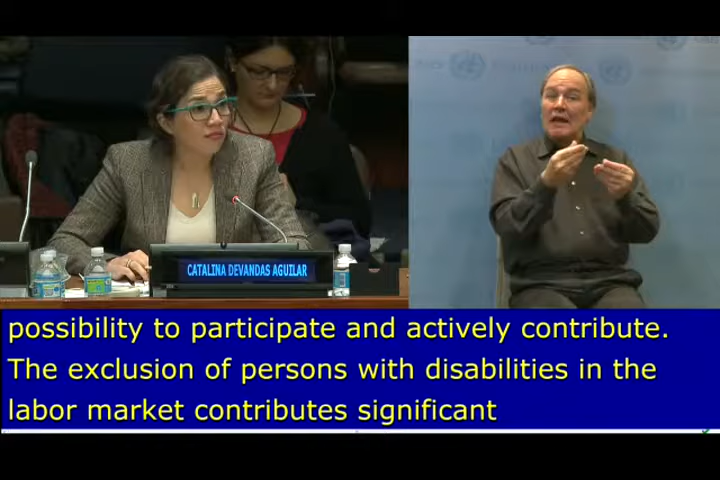 CATALINA DEVANDAS AGUILAR
possibility to participate and actively contribute.
The exclusion of persons with disabilities in the
labor market contributes significant